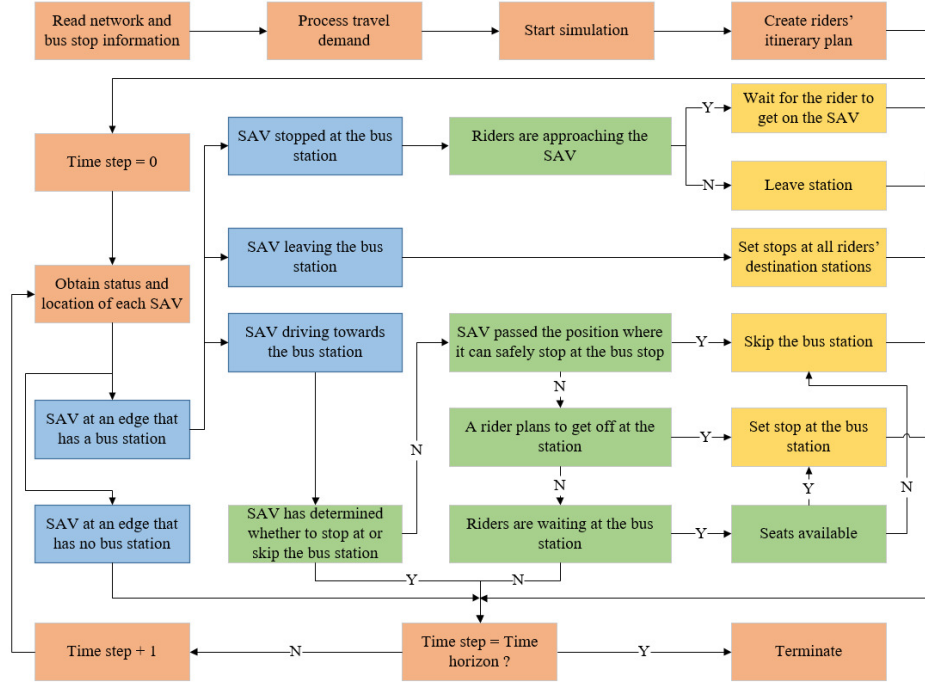 Read network and
bus stop information
Process travel
demand
Start simulation
Create riders'
itinerary plan
Time step = 0
SAV stopped at the bus
station
Riders are approaching the
SAV
Y
Wait for the rider to
get on the SAV
N
Leave station
Obtain status and
location of each SAV
SAV leaving the bus
station
Set stops at all riders'
destination stations
SAV driving towards
the bus station
SAV passed the position where
it can safely stop at the bus stop
Y
Skip the bus station
N
SAV at an edge that
has a bus station
N
A rider plans to get off at the
station
Y
Set stop at the bus
station
N
Y
N
SAV at an edge that
has no bus station
SAV has determined
whether to stop at or
skip the bus station
Riders are waiting at the bus
station
Y
Seats available
Y
N
Time step + 1
N
Time step = Time
horizon ?
Y
Terminate